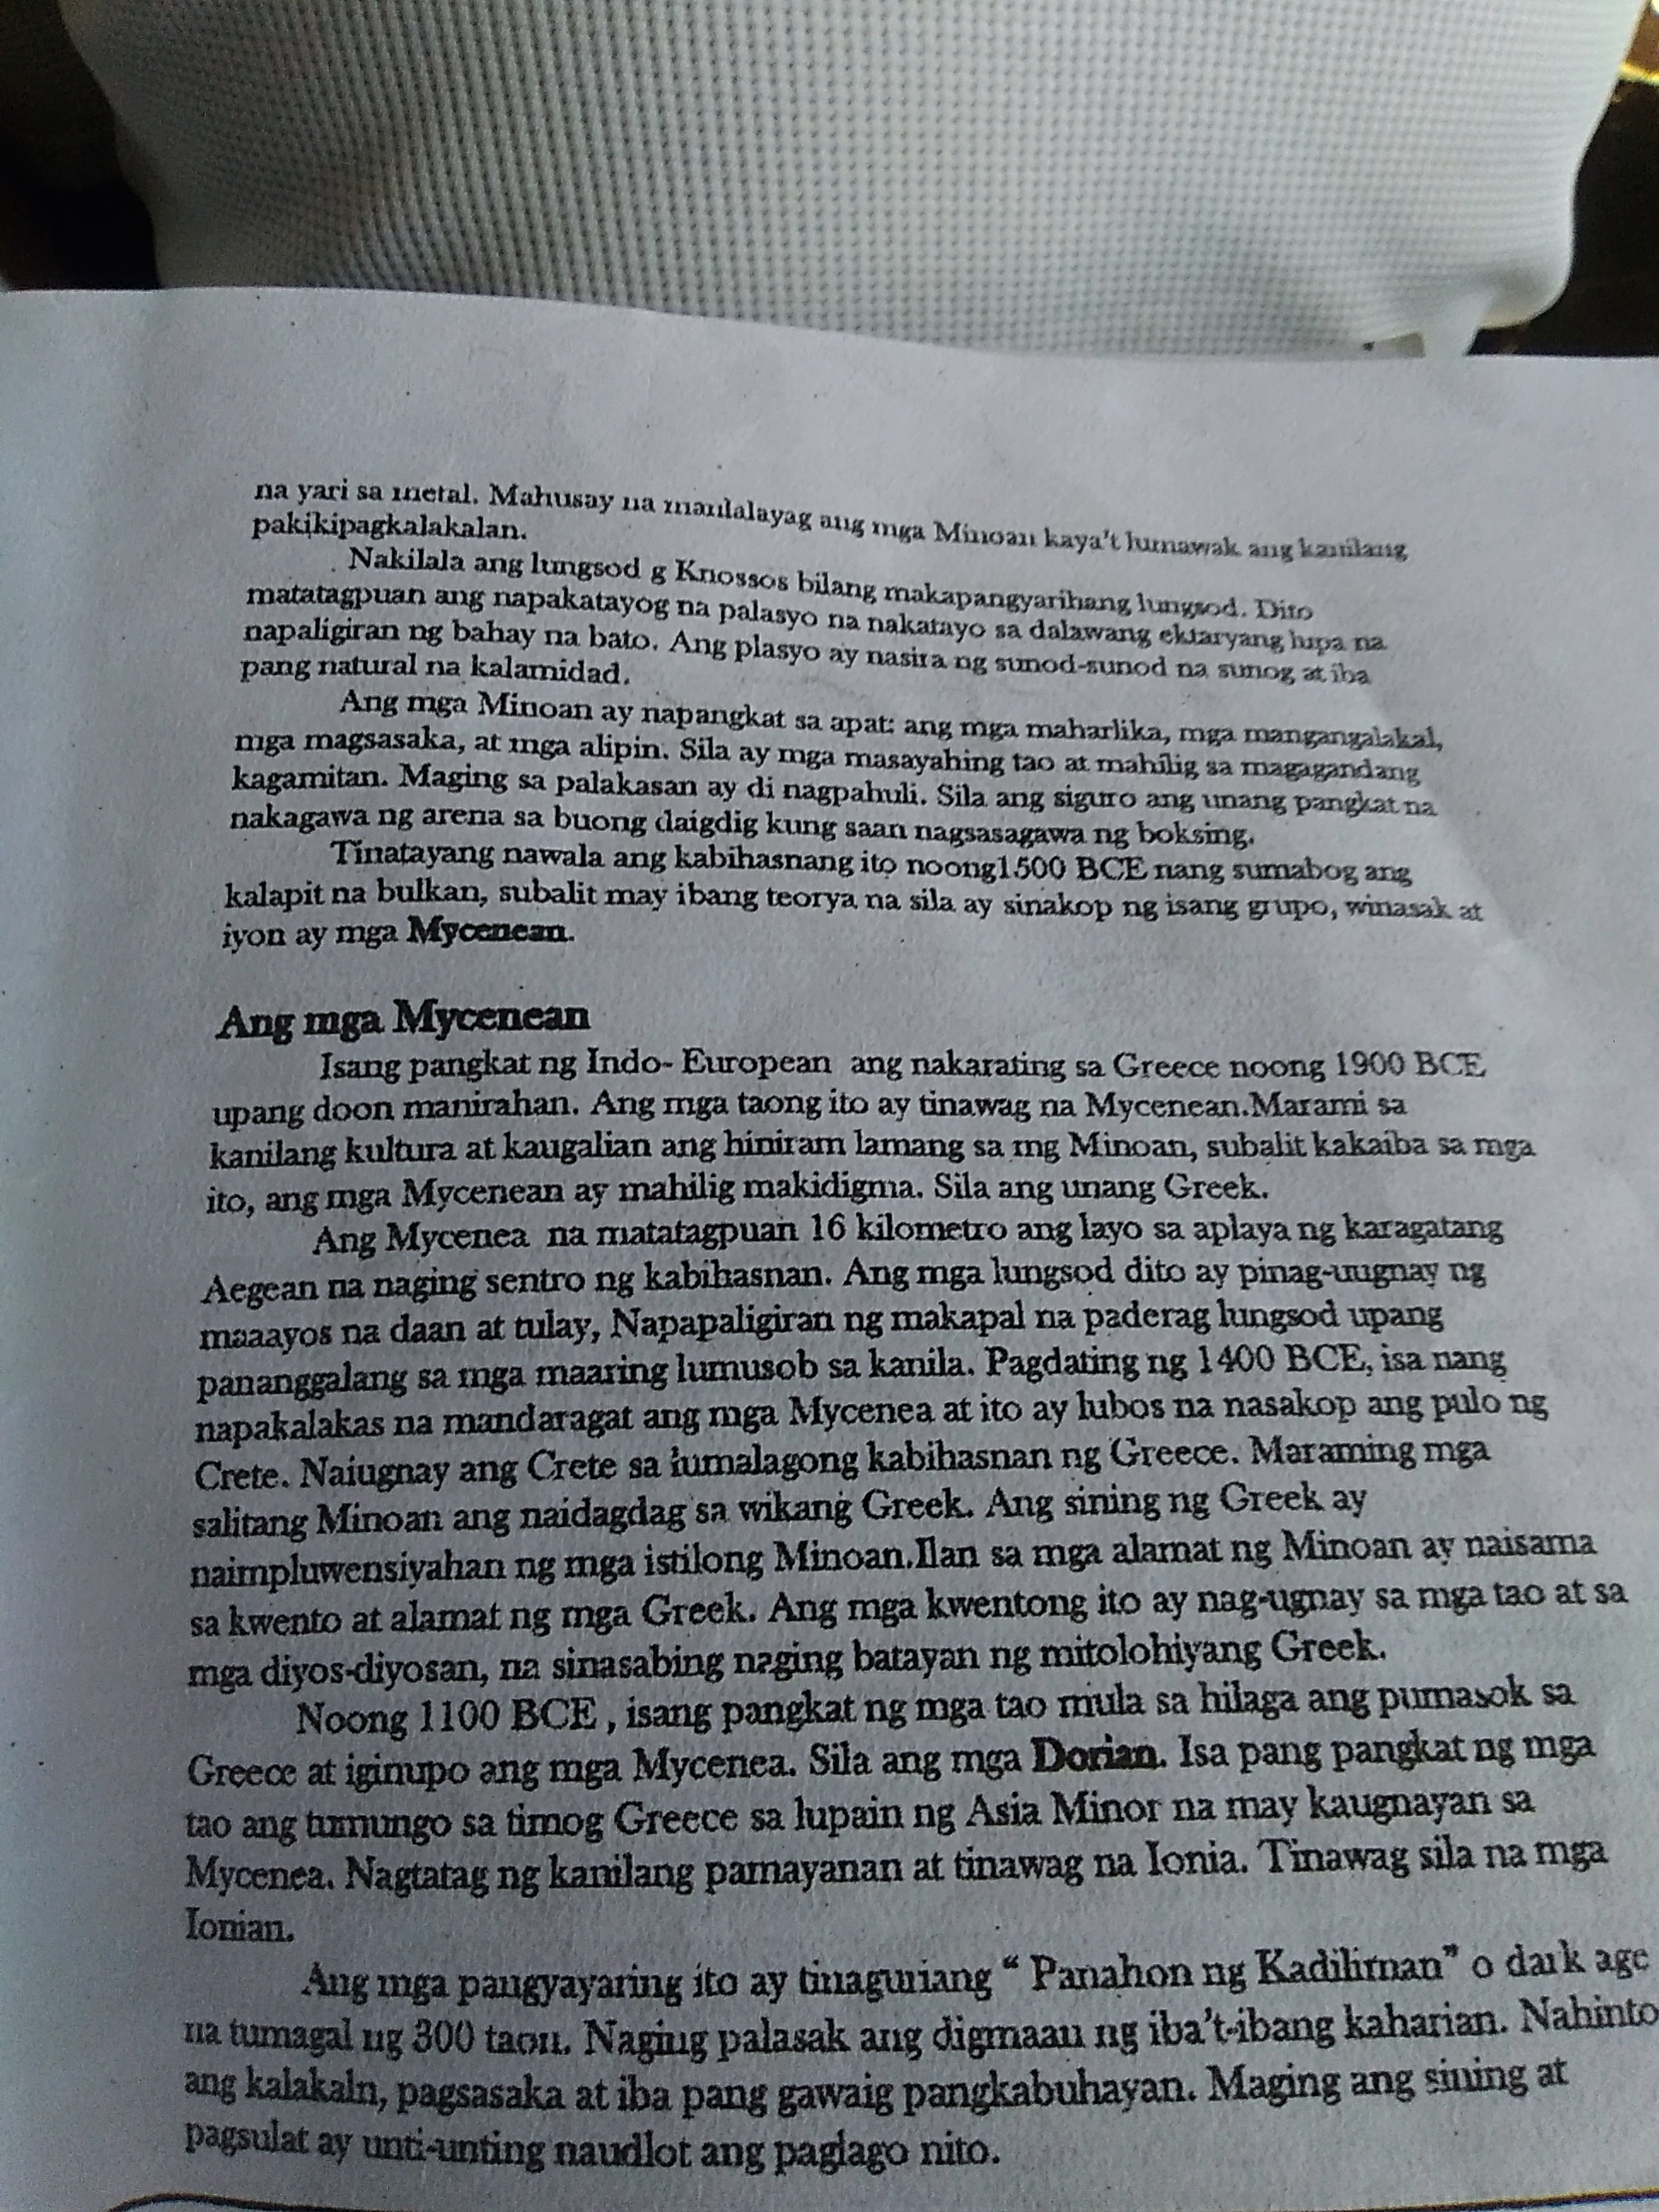 na yari sa metal. Mahusay na manlalayag ang mga Minoan kaya't lumawak ang kanilang
pakikipagkalakalan.
Nakilala ang lungsod g Knossos bilang makapangyarihang lungsod. Dito
matatagpuan ang napakatayog na palasyo na nakatayo sa dalawang ektaryang lupa na
napaligiran ng bahay na bato. Ang plasyo ay nasira ng sunod-sunod na sunog at iba
pang natural na kalamidad.
Ang mga Minoan ay napangkat sa apat: ang mga maharlika, mga mangangalakal,
mga magsasaka, at mga alipin. Sila ay mga masayahing tao at mahilig sa magagandang
kagamitan. Maging sa palakasan ay di nagpahuli. Sila ang siguro ang unang pangkat na
nakagawa ng arena sa buong daigdig kung saan nagsasagawa ng boksing.
Tinatayang nawala ang kabihasnang ito noong1500 BCE nang sumabog ang
kalapit na bulkan, subalit may ibang teorya na sila ay sinakop ng isang grupo, winasak at
iyon ay mga Mycenean.
Ang mga Mycenean
Isang pangkat ng Indo- European ang nakarating sa Greece noong 1900 BCE
upang doon manirahan. Ang mga taong ito ay tinawag na Mycenean.Marami sa
kanilang kultura at kaugalian ang hiniram lamang sa mg Minoan, subalit kakaiba sa mga
ito, ang mga Mycenean ay mahilig makidigma. Sila ang unang Greek.
Ang Mycenea na matatagpuan 16 kilometro ang layo sa aplaya ng karagatang
Aegean na naging sentro ng kabihasnan. Ang mga lungsod dito ay pinag-uugnay ng
maaayos na daan at tulay, Napapaligiran ng makapal na paderag lungsod upang
pananggalang sa mga maaring lumusob sa kanila. Pagdating ng 1400 BCE, isa nang
napakalakas na mandaragat ang mga Mycenea at ito ay lubos na nasakop ang pulo ng
Crete. Naiugnay ang Crete sa lumalagong kabihasnan ng Greece. Maraming mga
salitang Minoan ang naidagdag sa wikang Greek. Ang sining ng Greek ay
naimpluwensiyahan ng mga istilong Minoan.Ilan sa mga alamat ng Minoan ay naisama
sa kwento at alamat ng mga Greek. Ang mga kwentong ito ay nag-ugnay sa mga tao at sa
mga diyos-diyosan, na sinasabing naging batayan ng mitolohiyang Greek.
Noong 1100 BCE , isang pangkat ng mga tao mula sa hilaga ang pumasok sa
Greece at iginupo ang mga Mycenea. Sila ang mga Dorian. Isa pang pangkat ng mga
tao ang tumungo sa timog Greece sa lupain ng Asia Minor na may kaugnayan sa
Mycenea. Nagtatag ng kanilang pamayanan at tinawag na Ionia. Tinawag sila na mga
Ionian.
Ang mga pangyayaring ito ay tinaguriang “ Panahon ng Kadiliman” o dark age
na tumagal ng 300 taon. Naging palasak ang digmaan ng iba't-ibang kaharian. Nahinto
ang kalakaln, pagsasaka at iba pang gawaig pangkabuhayan. Maging ang sining at
pagsulat ay unti-unting naudlot ang paglago nito.